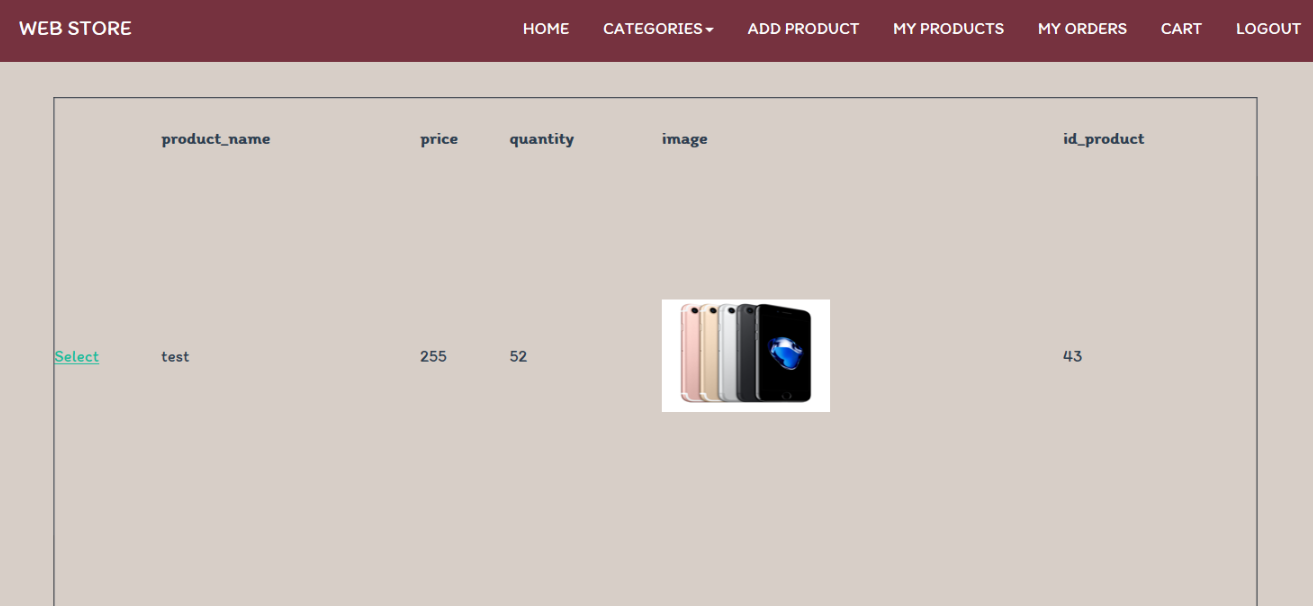 WEB STORE HOME CATEGORIES ADD PRODUCT MY PRODUCTS MY ORDERS CART LOGOUT
product_name price quantity image id_product
Select test 255 52 43